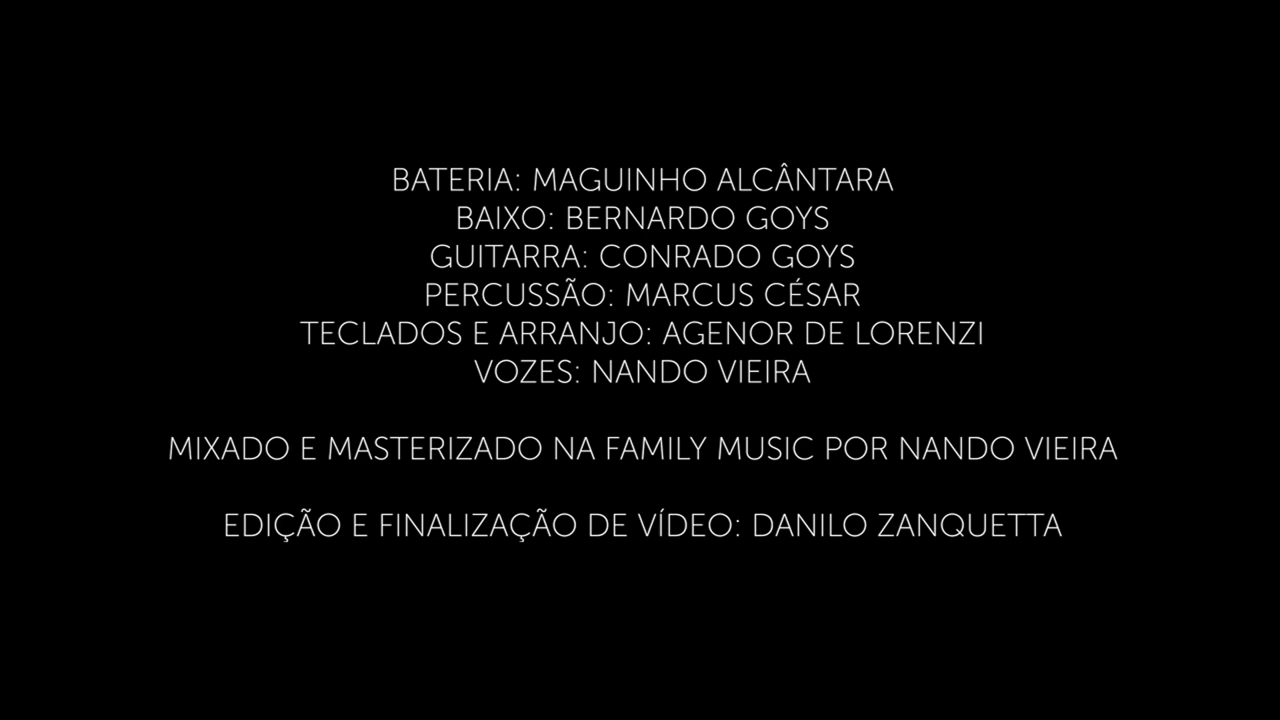 BATERIA: MAGUINHO ALCÂNTARA
BAIXO: BERNARDO GOYS
GUITARRA: CONRADO GOYS
PERCUSSÃO: MARCUS CÉSAR
TECLADOS E ARRANJO: AGENOR DE LORENZI
VOZES: NANDO VIEIRA
MIXADO E MASTERIZADO NA FAMILY MUSIC POR NANDO VIEIRA
EDIÇÃO E FINALIZAÇÃO DE VÍDEO: DANILO ZANQUETTA